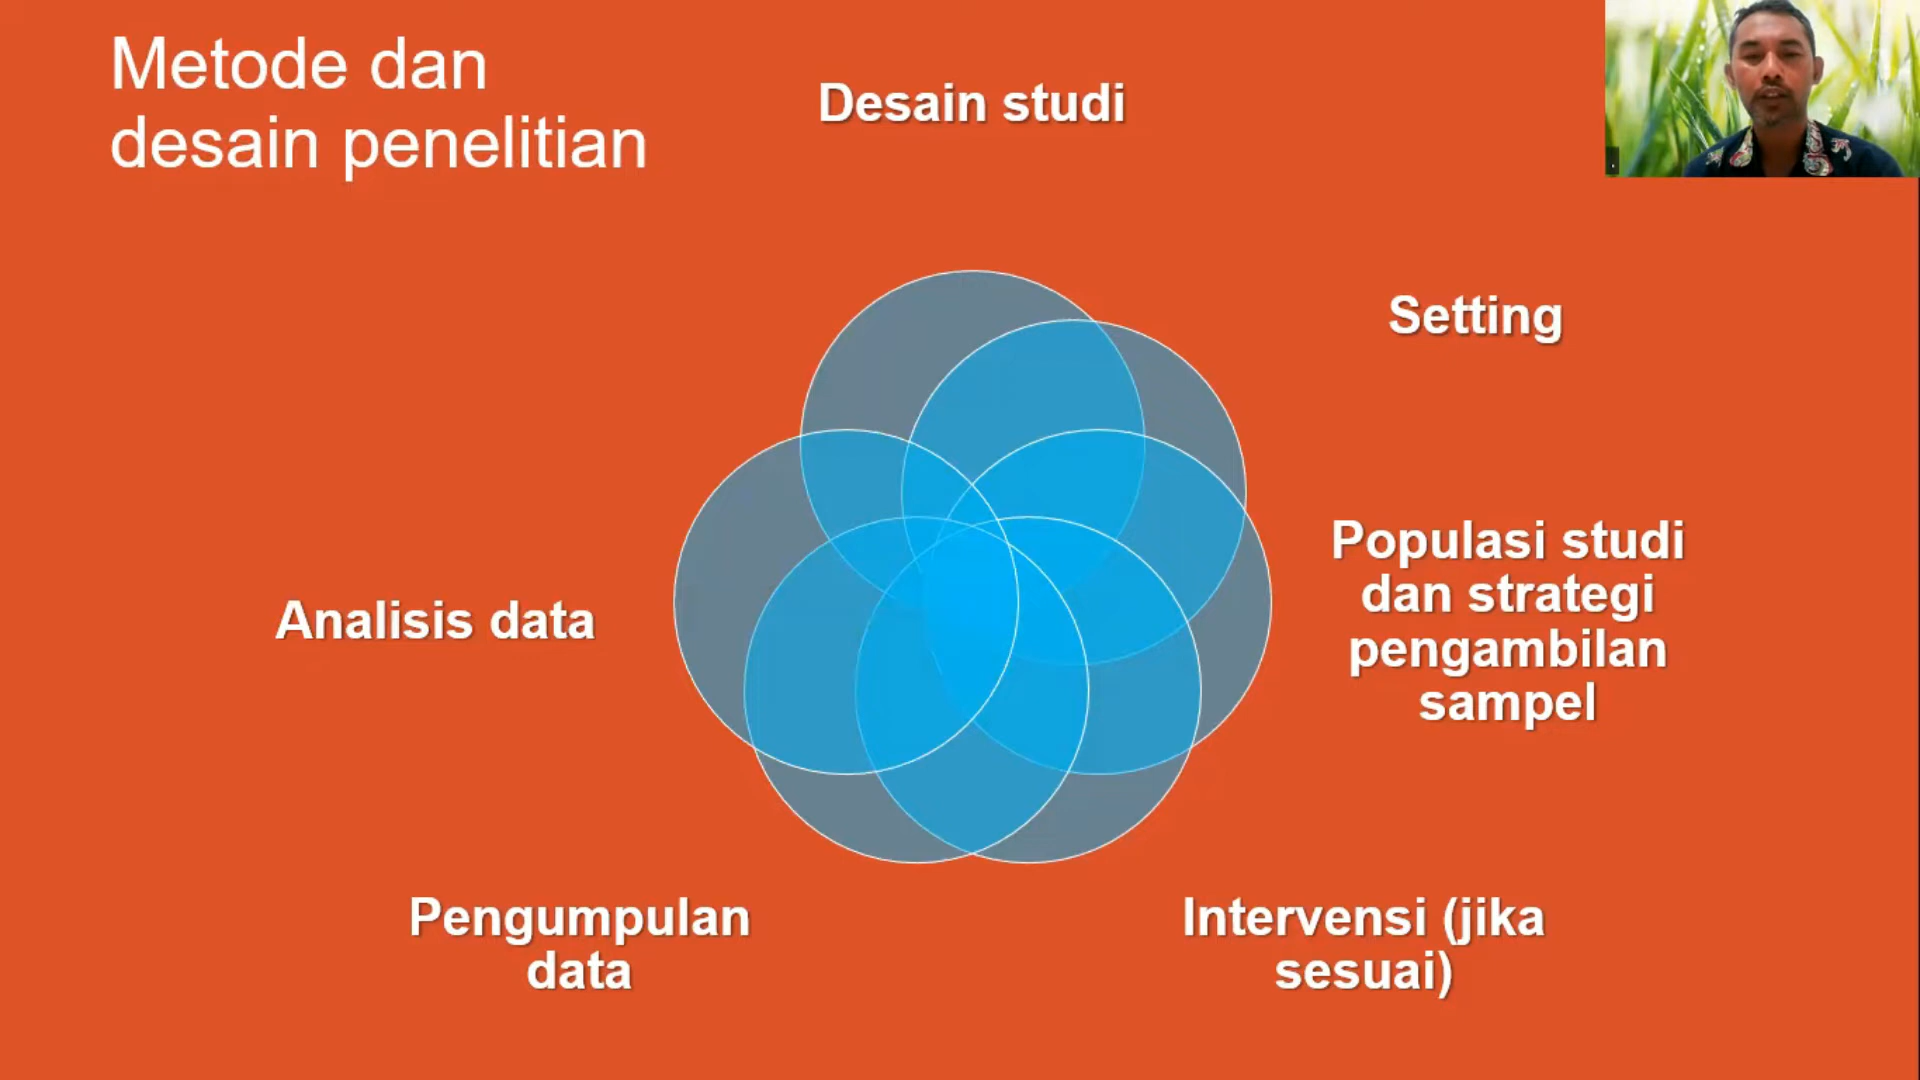 Metode dan
desain penelitian
Desain studi
Setting
Populasi studi
dan strategi
pengambilan
sampel
Intervensi (jika
sesuai)
Pengumpulan
data
Analisis data